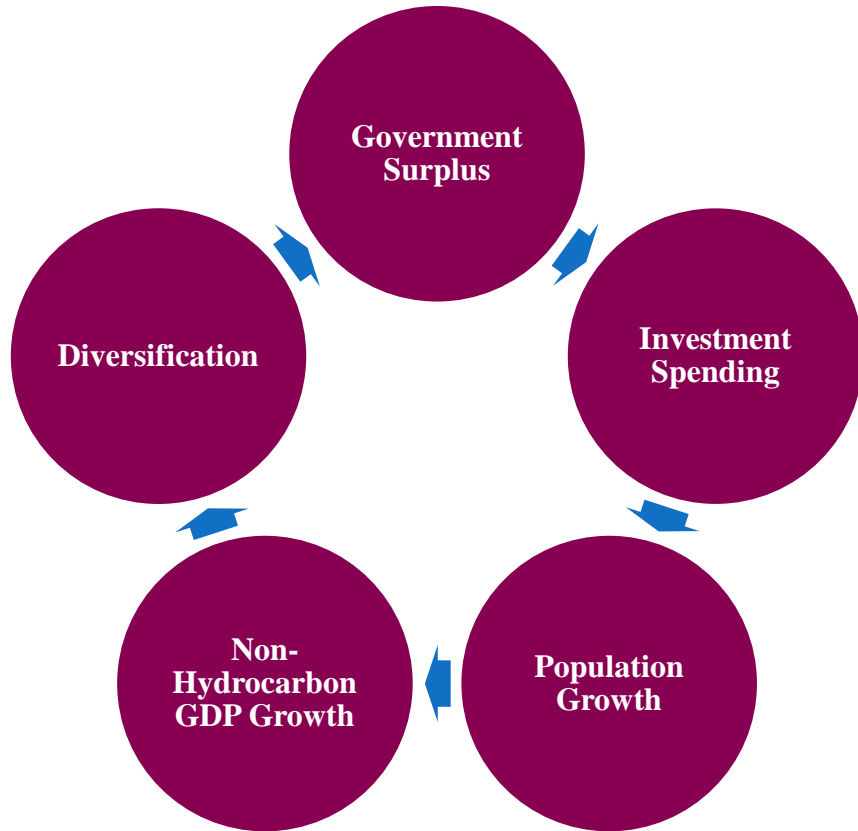 Government
Surplus
Investment
Spending
Population
Growth
Non-
Hydrocarbon
GDP Growth
Diversification